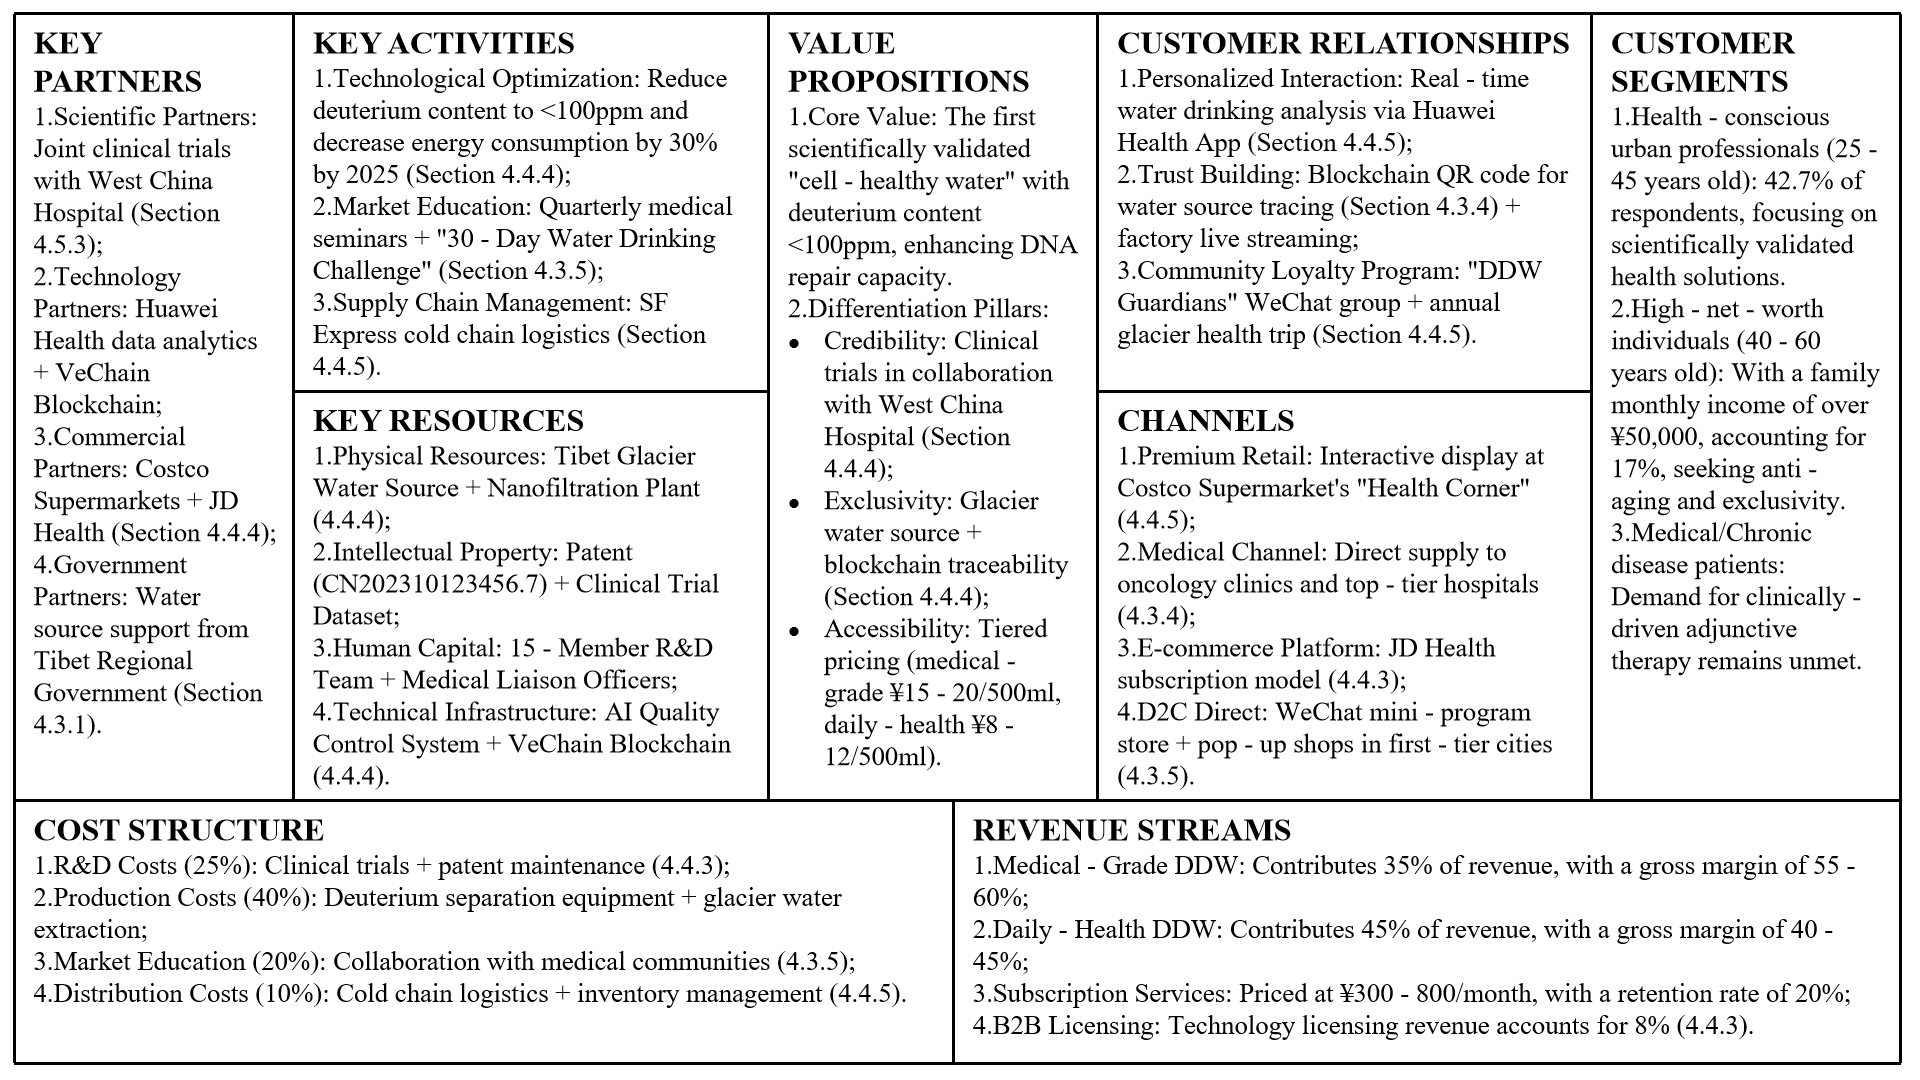 KEY
PARTNERS
1.Scientific Partners:
Joint clinical trials
with West China
Hospital (Section
4.5.3);
2.Technology
Partners: Huawei
Health data analytics
+ VeChain
Blockchain;
3.Commercial
Partners: Costco
Supermarkets + JD
Health (Section 4.4.4);
4.Government
Partners: Water
source support from
Tibet Regional
Government (Section
4.3.1).
KEY ACTIVITIES
1.Technological Optimization: Reduce
deuterium content to <100ppm and
decrease energy consumption by 30%
by 2025 (Section 4.4.4);
2.Market Education: Quarterly medical
seminars + "30 - Day Water Drinking
Challenge" (Section 4.3.5);
3.Supply Chain Management: SF
Express cold chain logistics (Section
4.4.5).
KEY RESOURCES
1.Physical Resources: Tibet Glacier
Water Source + Nanofiltration Plant
(4.4.4);
2.Intellectual Property: Patent
(CN202310123456.7) + Clinical Trial
Dataset;
3.Human Capital: 15 - Member R&D
Team + Medical Liaison Officers;
4.Technical Infrastructure: AI Quality
Control System + VeChain Blockchain
(4.4.4).
VALUE
PROPOSITIONS
1.Core Value: The first
scientifically validated
"cell - healthy water" with
deuterium content
<100ppm, enhancing DNA
repair capacity.
2.Differentiation Pillars:
• Credibility: Clinical
trials in collaboration
with West China
Hospital (Section
4.4.4);
• Exclusivity: Glacier
water source +
blockchain traceability
(Section 4.4.4);
• Accessibility: Tiered
pricing (medical -
grade ¥15 - 20/500ml,
daily - health ¥8 -
12/500ml).
CUSTOMER RELATIONSHIPS
1.Personalized Interaction: Real - time
water drinking analysis via Huawei
Health App (Section 4.4.5);
2.Trust Building: Blockchain QR code for
water source tracing (Section 4.3.4) +
factory live streaming;
3.Community Loyalty Program: "DDW
Guardians" WeChat group + annual
glacier health trip (Section 4.4.5).
CHANNELS
1.Premium Retail: Interactive display at
Costco Supermarket's "Health Corner"
(4.4.5);
2.Medical Channel: Direct supply to
oncology clinics and top - tier hospitals
(4.3.4);
3.E-commerce Platform: JD Health
subscription model (4.4.3);
4.D2C Direct: WeChat mini - program
store + pop - up shops in first - tier cities
(4.3.5).
CUSTOMER
SEGMENTS
1.Health - conscious
urban professionals (25 -
45 years old): 42.7% of
respondents, focusing on
scientifically validated
health solutions.
2.High - net - worth
individuals (40 - 60
years old): With a family
monthly income of over
¥50,000, accounting for
17%, seeking anti -
aging and exclusivity.
3.Medical/Chronic
disease patients:
Demand for clinically -
driven adjunctive
therapy remains unmet.
COST STRUCTURE
1.R&D Costs (25%): Clinical trials + patent maintenance (4.4.3);
2.Production Costs (40%): Deuterium separation equipment + glacier water
extraction;
3.Market Education (20%): Collaboration with medical communities (4.3.5);
4.Distribution Costs (10%): Cold chain logistics + inventory management (4.4.5).
REVENUE STREAMS
1.Medical - Grade DDW: Contributes 35% of revenue, with a gross margin of 55 -
60%;
2.Daily - Health DDW: Contributes 45% of revenue, with a gross margin of 40 -
45%;
3.Subscription Services: Priced at ¥300 - 800/month, with a retention rate of 20%;
4.B2B Licensing: Technology licensing revenue accounts for 8% (4.4.3).